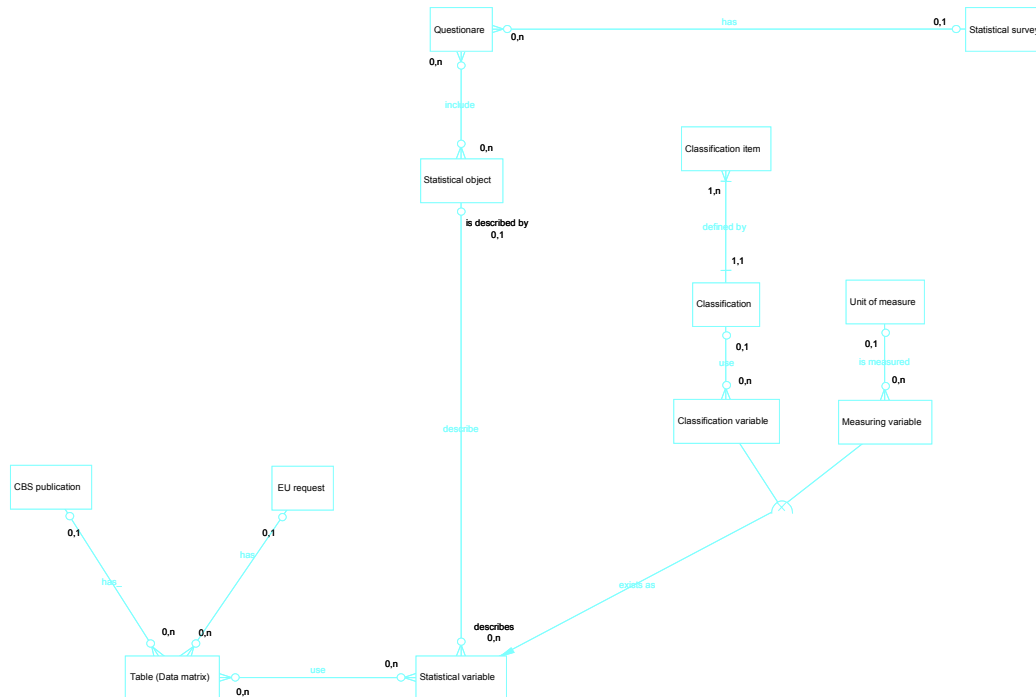 has
0,1
Questionare
Statistical survey
0,n
0,n
include
Classification item
0,n
Statistical object
1,n
is described by
0,1
defined by
1,1
Classification
Unit of measure
0,1
0,1
use
is measured
0,n
0,n
Classification variable
Measuring variable
describe
CBS publication
EU request
0,1
0,1
has
has_
exists as
0,n
0,n
describes
0,n
use
0,n
Table (Data matrix)
Statistical variable
0,n